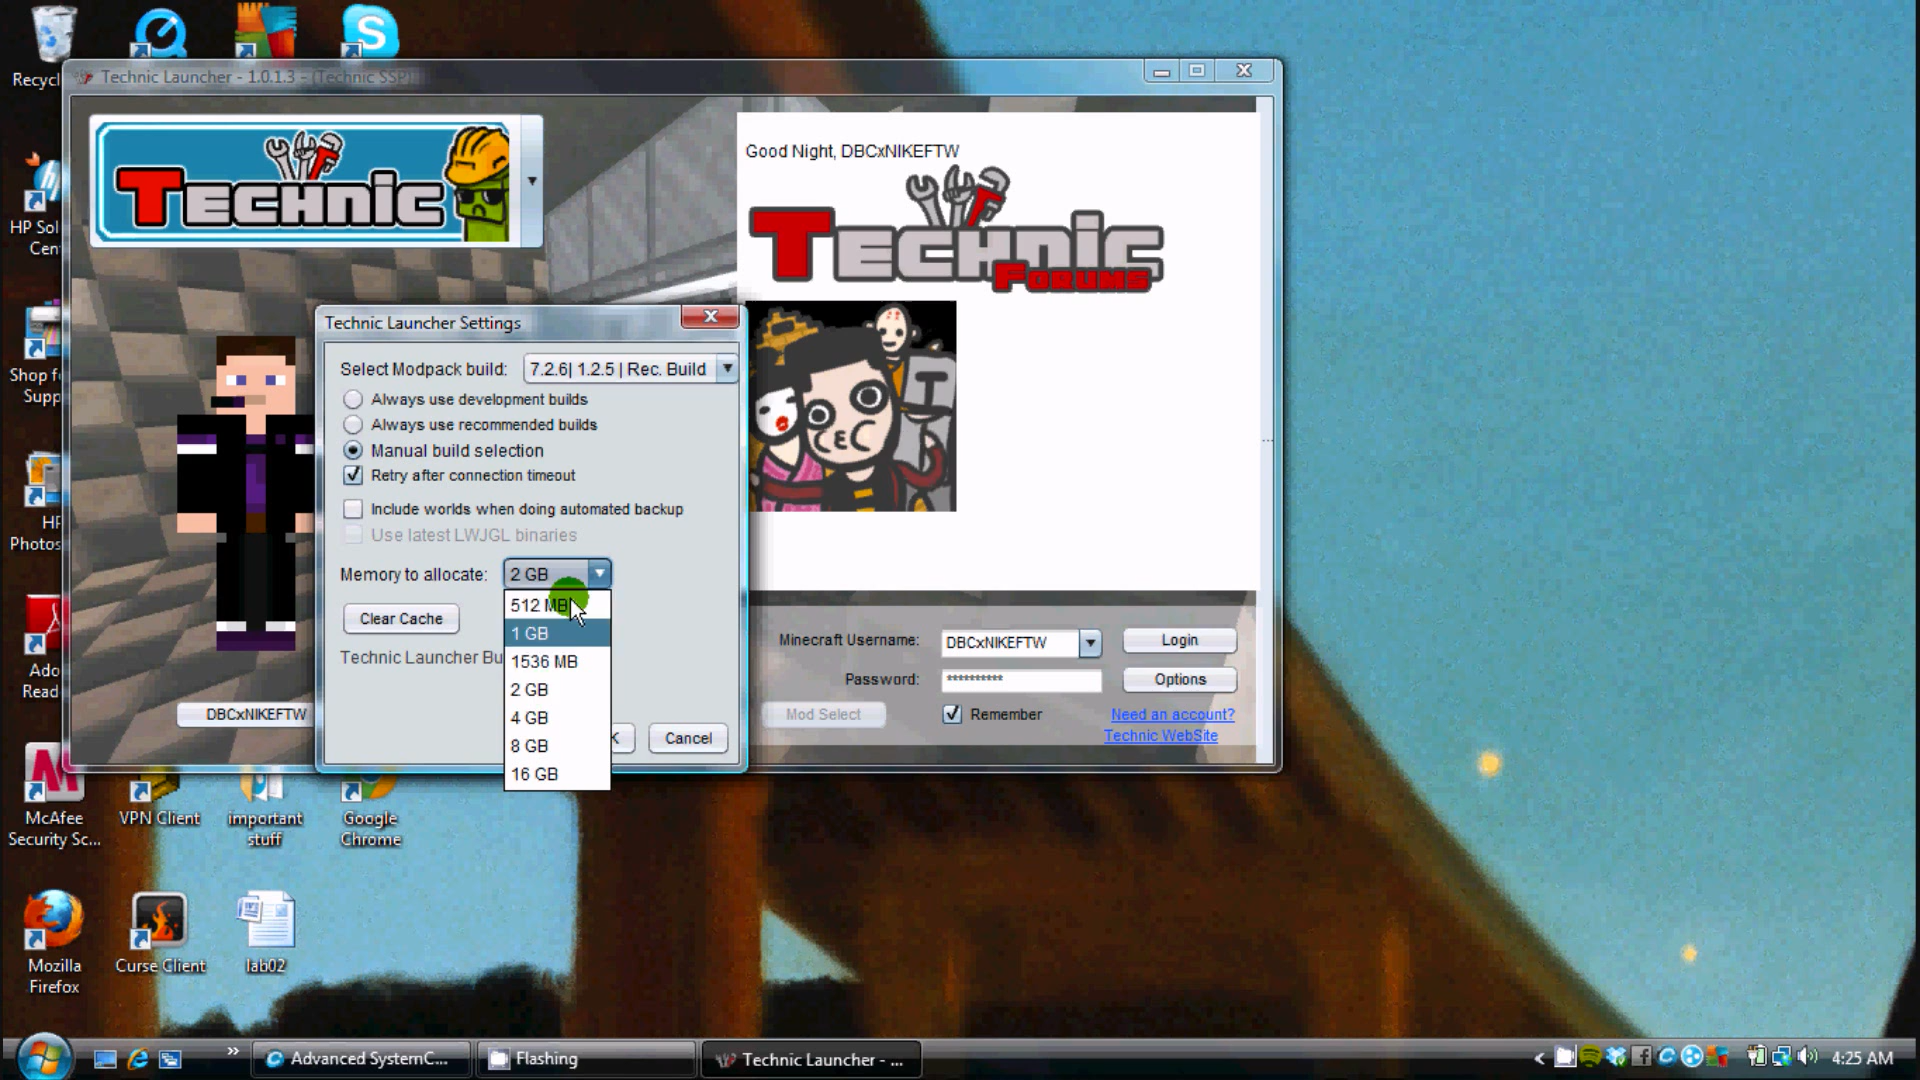 Recycl
Technic Launcher - 1.0.1.3 - (Technic SSP)
TECHNIC
Good Night, DBCxNIKEFTW
TECHNIC
FORUMS
HP Sol
Cen
Shop f
Supp
HP
Photos
Ado
Read
Technic Launcher Settings
Select Modpack build:
7.2.6| 1.2.5 | Rec. Build
Always use development builds
Always use recommended builds
Manual build selection
Retry after connection timeout
Include worlds when doing automated backup
Use latest LWJGL binaries
Memory to allocate:
2 GB
512 MB
1 GB
1536 MB
2 GB
4 GB
8 GB
16 GB
Clear Cache
Technic Launcher Bu
K
Cancel
DBCxNIKEFTW
Minecraft Username:
DBCxNIKEFTW
Login
Password:
**********
Options
Mod Select
Remember
Need an account?
Technic WebSite
McAfee
Security Sc...
VPN Client
important
stuff
Google
Chrome
Mozilla
Firefox
Curse Client
lab02
Advanced SystemC...
Flashing
Technic Launcher - ...
4:25 AM